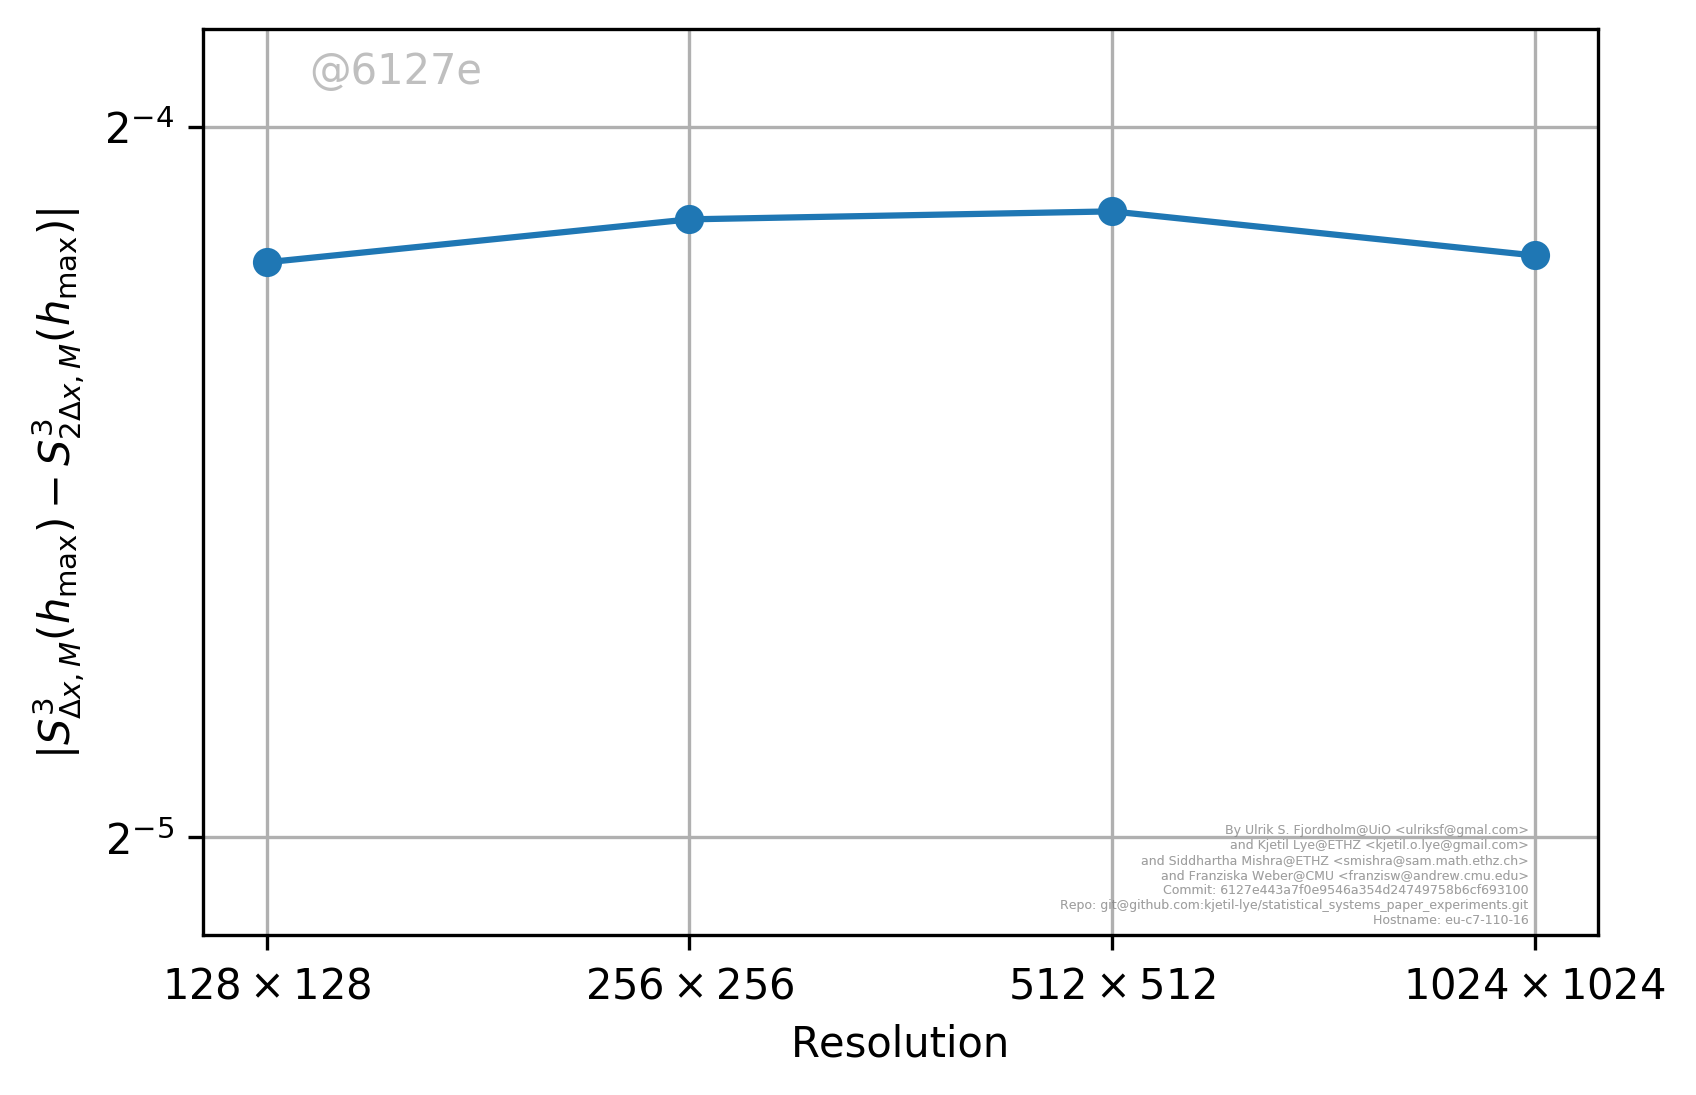 @6127e
2⁻⁴
2⁻⁵
|S³_{Δx, M}(h_max) − S³_{2Δx, M}(h_max)|
By Ulrik S. Fjordholm@UiO <ulriksf@gmal.com>
and Kjetil Lye@ETHZ <kjetil.o.lye@gmail.com>
and Siddhartha Mishra@ETHZ <smishra@sam.math.ethz.ch>
and Franziska Weber@CMU <franzisw@andrew.cmu.edu>
Commit: 6127e443a7f0e9546a354d24749758b6cf693100
Repo: git@github.com:kjetil-lye/statistical_systems_paper_experiments.git
Hostname: eu-c7-110-16
128 × 128 256 × 256 512 × 512 1024 × 1024
Resolution